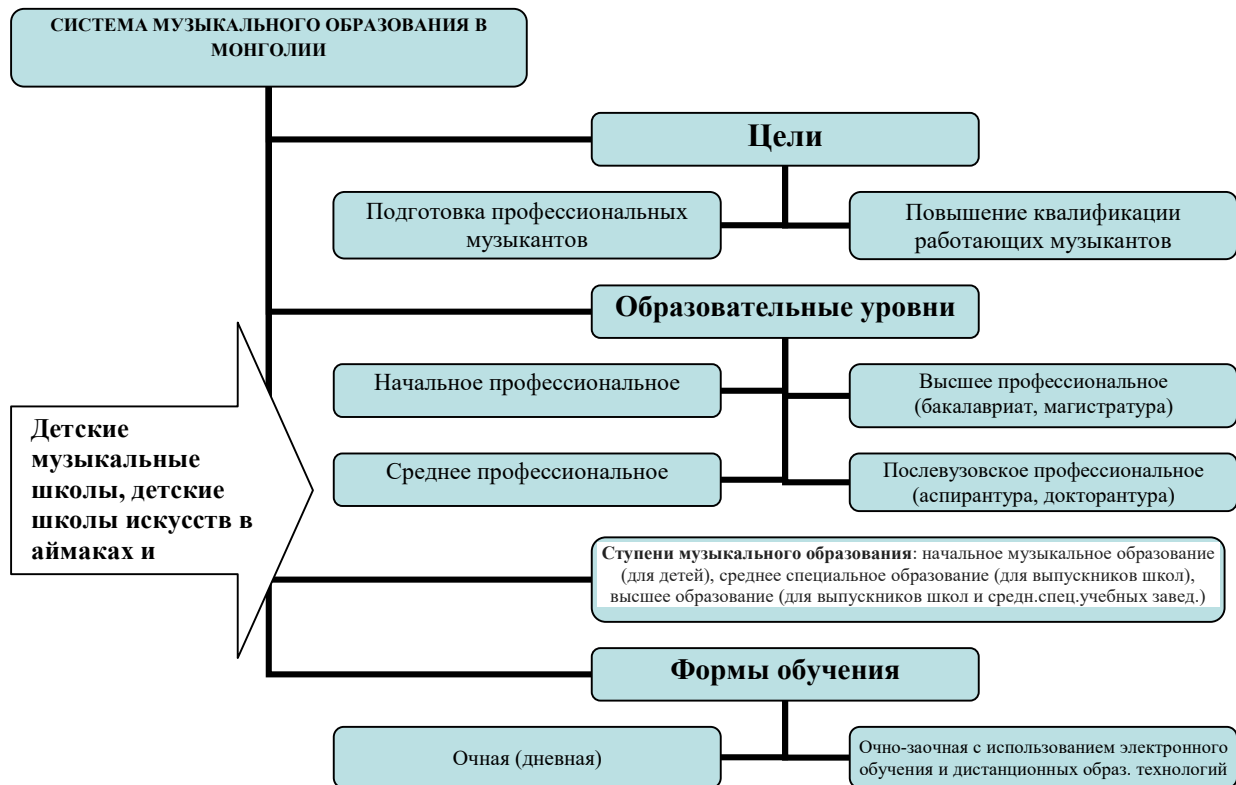 СИСТЕМА МУЗЫКАЛЬНОГО ОБРАЗОВАНИЯ В
МОНГОЛИИ
Цели
Подготовка профессиональных
музыкантов
Повышение квалификации
работающих музыкантов
Образовательные уровни
Начальное профессиональное
Высшее профессиональное
(бакалавриат, магистратура)
Среднее профессиональное
Послевузовское профессиональное
(аспирантура, докторантура)
Детские
музыкальные
школы, детские
школы искусств в
аймаках и
Ступени музыкального образования: начальное музыкальное образование
(для детей), среднее специальное образование (для выпускников школ),
высшее образование (для выпускников школ и средн.спец.учебных завед.)
Формы обучения
Очная (дневная)
Очно-заочная с использованием электронного
обучения и дистанционных образ. технологий